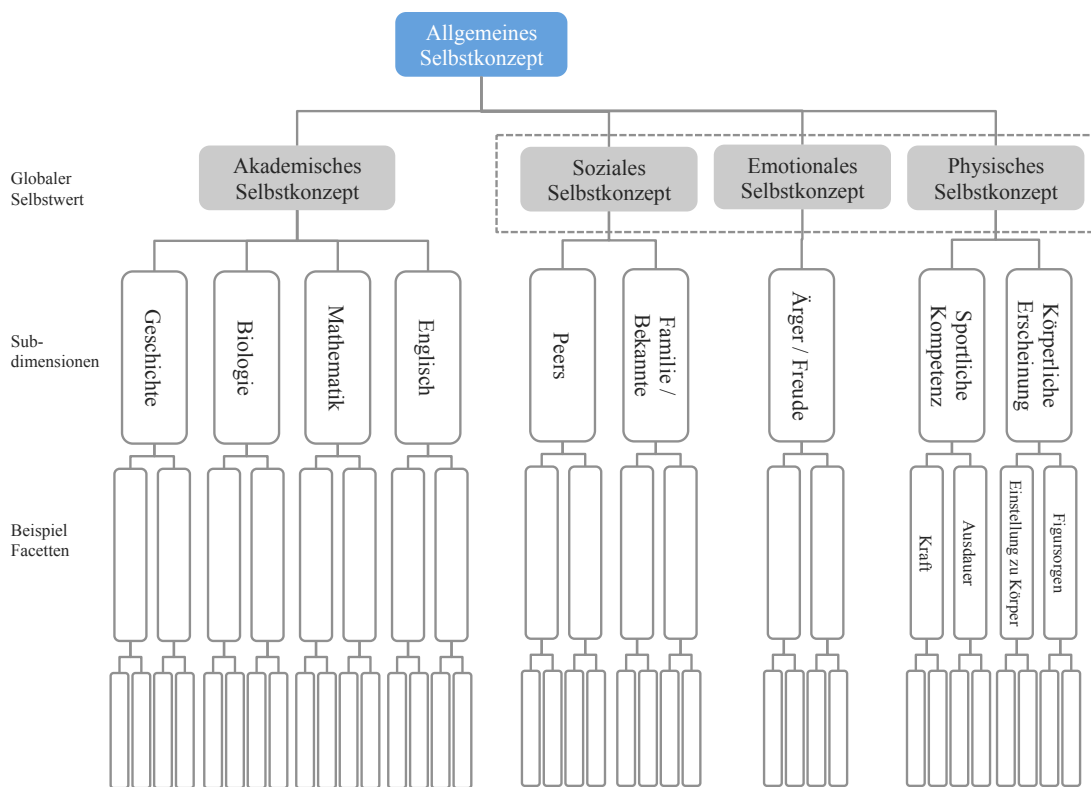 Allgemeines
Selbstkonzept
Globaler
Selbstwert
Akademisches
Selbstkonzept
Soziales
Selbstkonzept
Emotionales
Selbstkonzept
Physisches
Selbstkonzept
Sub-
dimensionen
Geschichte
Biologie
Mathematik
Englisch
Peers
Familie /
Bekannte
Ärger / Freude
Sportliche
Kompetenz
Körperliche
Erscheinung
Beispiel
Facetten
Kraft
Ausdauer
Einstellung zu Körper
Figursorgen